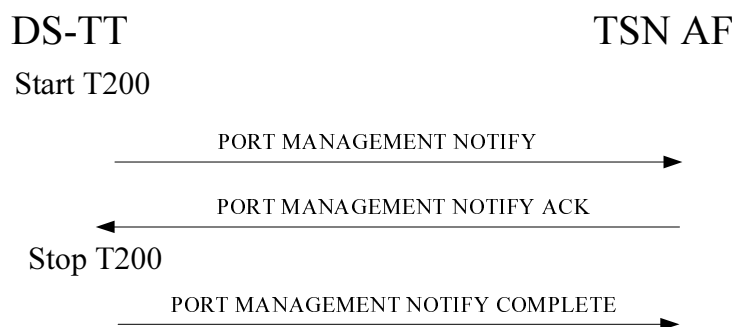 DS-TT TSN AF
Start T200
PORT MANAGEMENT NOTIFY
PORT MANAGEMENT NOTIFY ACK
Stop T200
PORT MANAGEMENT NOTIFY COMPLETE